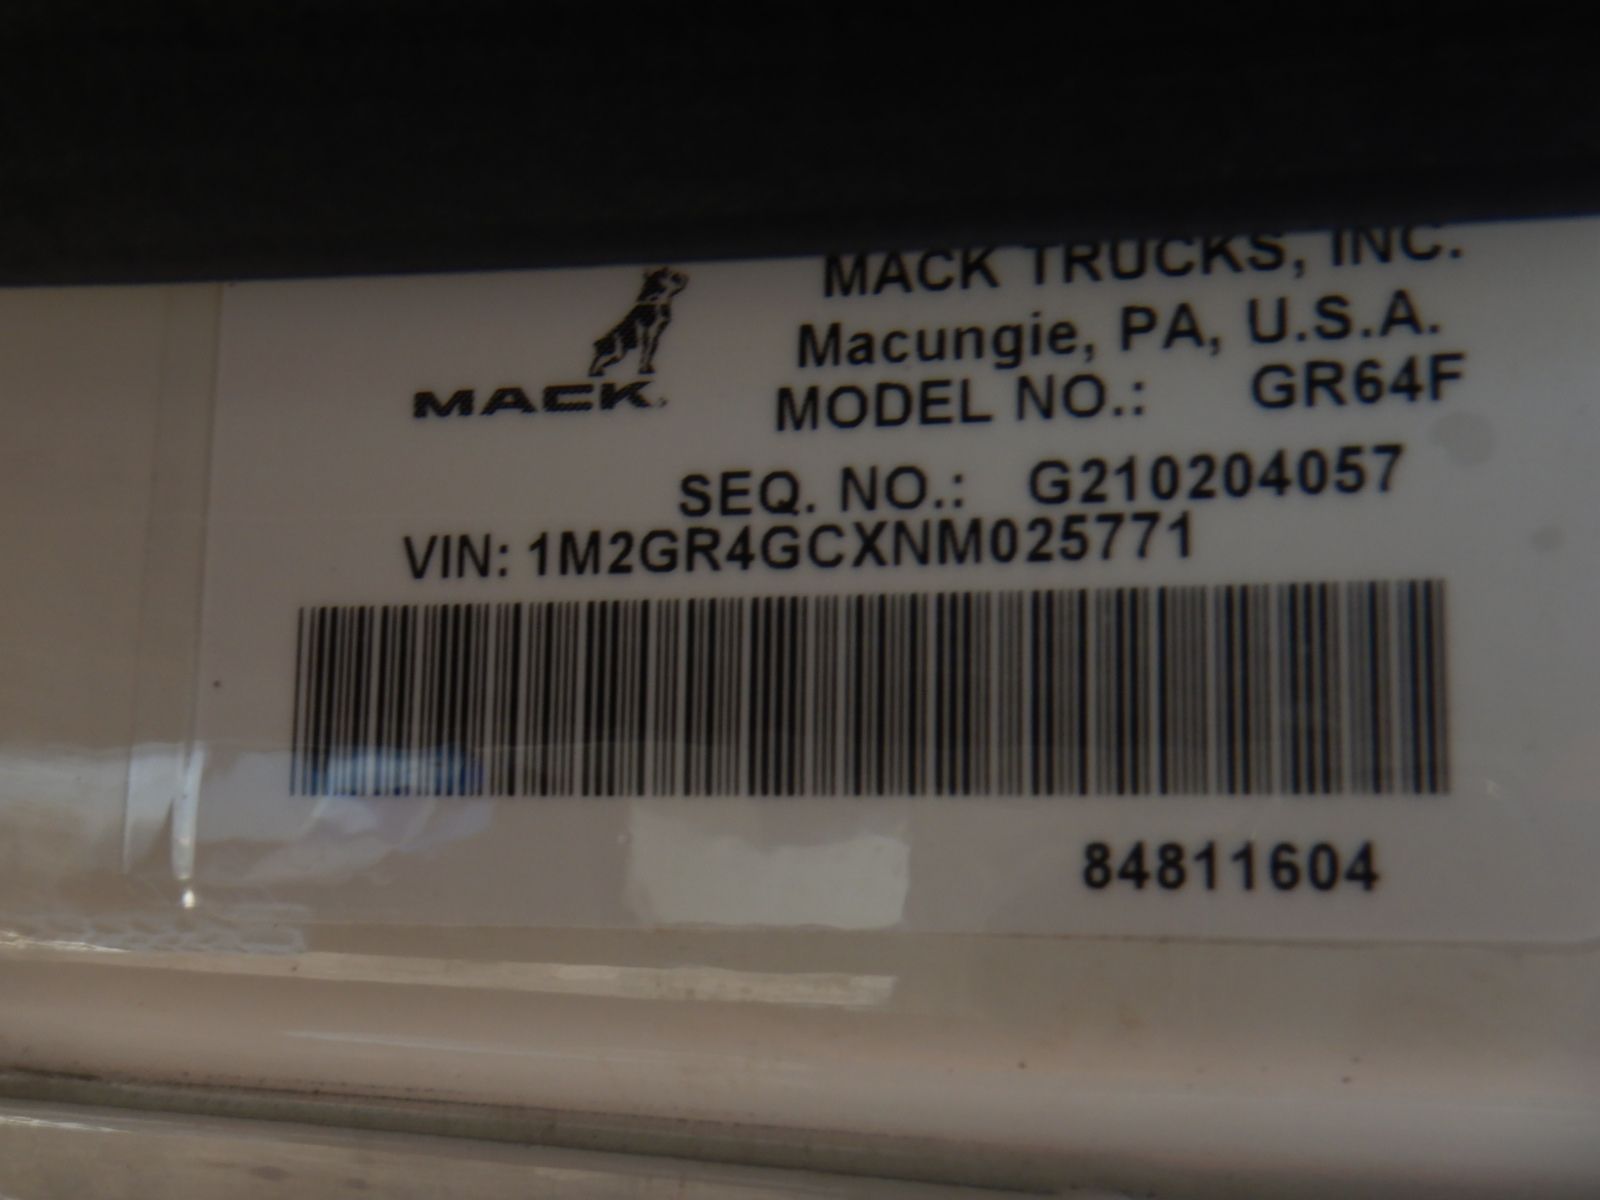 MACK TRUCKS, INC.
Macungie, PA, U.S.A.
MACK
MODEL NO.: GR64F
SEQ. NO.: G210204057
VIN: 1M2GR4GCXNM025771
84811604